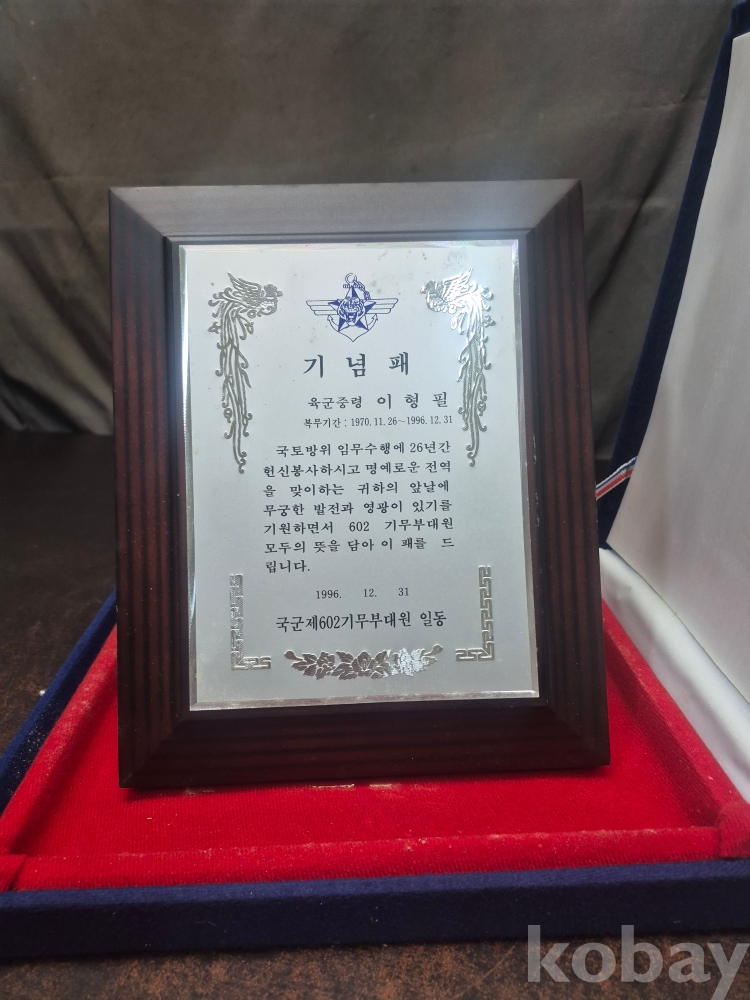 기념패
육군중령 이형필
복무기간 : 1970. 11. 26~1996. 12. 31
국토방위 임무수행에 26년간
헌신봉사하시고 명예로운 전역
을 맞이하는 귀하의 앞날에
무궁한 발전과 영광이 있기를
기원하면서 602 기무부대원
모두의 뜻을 담아 이 패를 드
립니다.
1996. 12. 31
국군제602기무부대원 일동
kobay